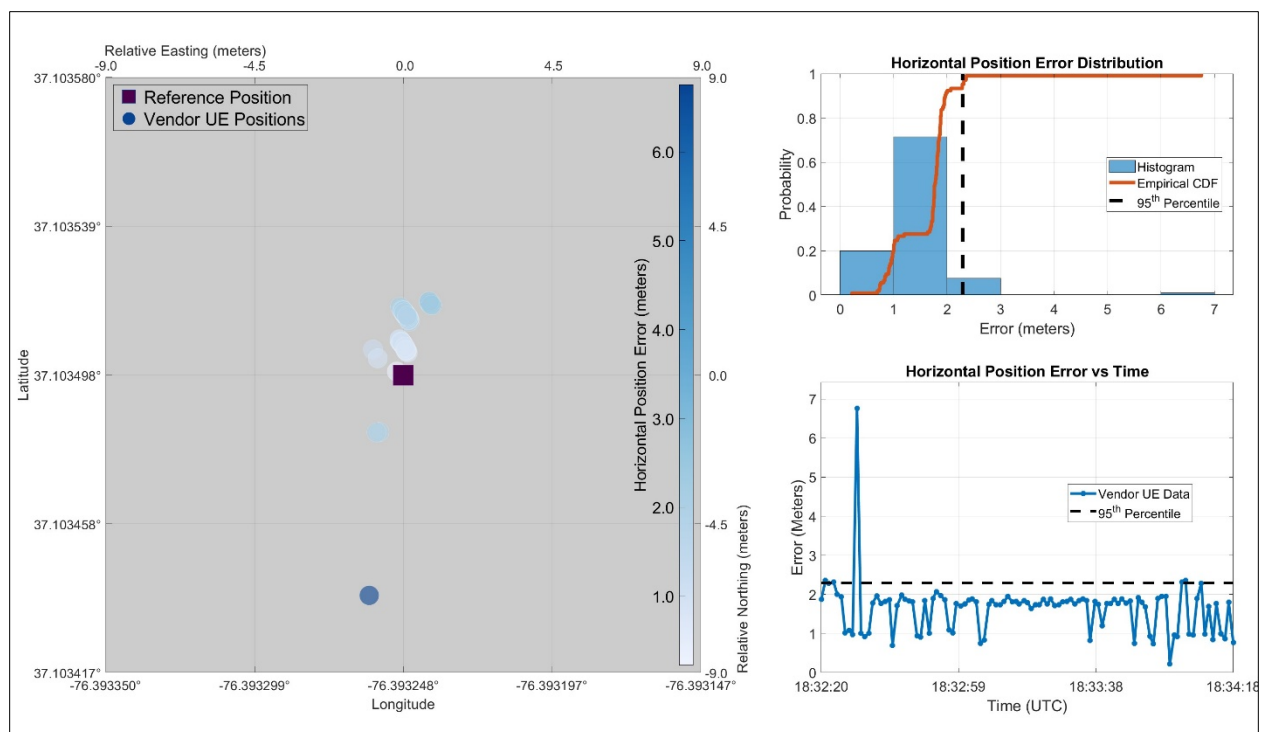 Relative Easting (meters)
-9.0 -4.5 0.0 4.5 9.0
37.103580°
37.103539°
37.103498°
37.103458°
37.103417°
Latitude
-76.393350° -76.393299° -76.393248° -76.393197° -76.393147°
Longitude
Reference Position
Vendor UE Positions
Horizontal Position Error (meters)
6.0
5.0
4.0
3.0
2.0
1.0
9.0
4.5
0.0
-4.5
-9.0
Relative Northing (meters)
Horizontal Position Error Distribution
Probability
1
0.8
0.6
0.4
0.2
0
Histogram
Empirical CDF
95th Percentile
0 1 2 3 4 5 6 7
Error (meters)
Horizontal Position Error vs Time
Error (Meters)
7
6
5
4
3
2
1
0
Vendor UE Data
95th Percentile
18:32:20 18:32:59 18:33:38 18:34:18
Time (UTC)